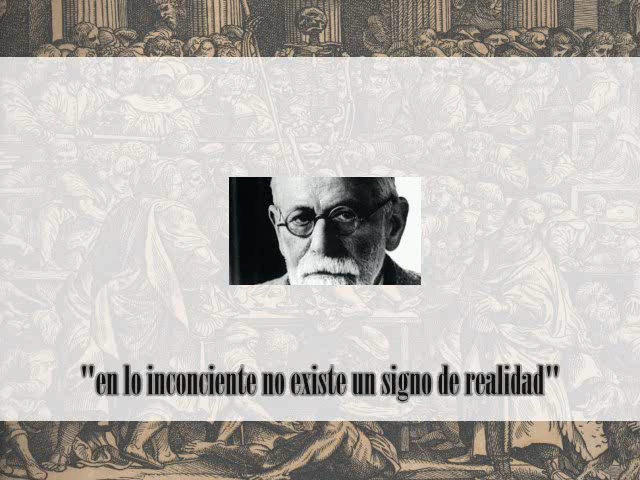 "en lo inconciente no existe un signo de realidad"